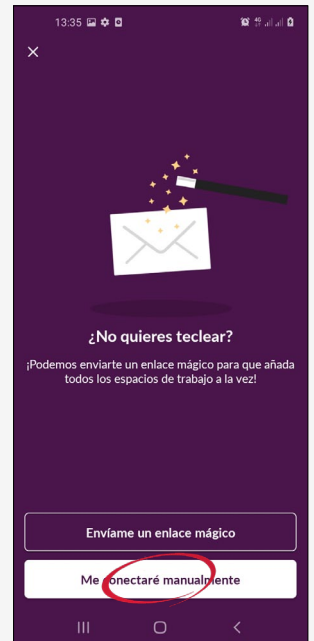 13:35
¿No quieres teclear?
¡Podemos enviarte un enlace mágico para que añada
todos los espacios de trabajo a la vez!
Envíame un enlace mágico
Me conectaré manualmente